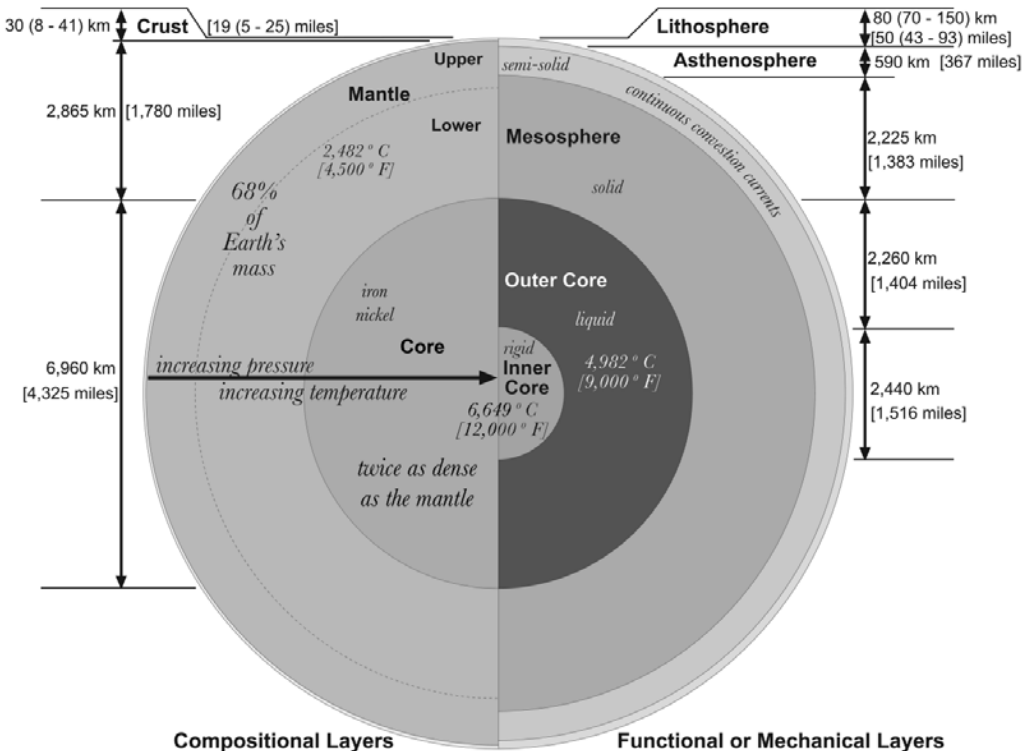 30 (8 - 41) km
Crust
[19 (5 - 25) miles]
Lithosphere
80 (70 - 150) km
[50 (43 - 93) miles]
Asthenosphere
590 km [367 miles]
Upper
semi-solid
Mantle
2,865 km [1,780 miles]
Lower
continuous convestion currents
Mesosphere
2,225 km
[1,383 miles]
2,482 º C
[4,500 º F]
solid
68%
of
Earth's
mass
2,260 km
[1,404 miles]
Outer Core
iron
nickel
liquid
Core
rigid
Inner
Core
4,982 º C
[9,000 º F]
increasing pressure
increasing temperature
6,960 km
[4,325 miles]
2,440 km
[1,516 miles]
6,649 º C
[12,000 º F]
twice as dense
as the mantle
Compositional Layers
Functional or Mechanical Layers